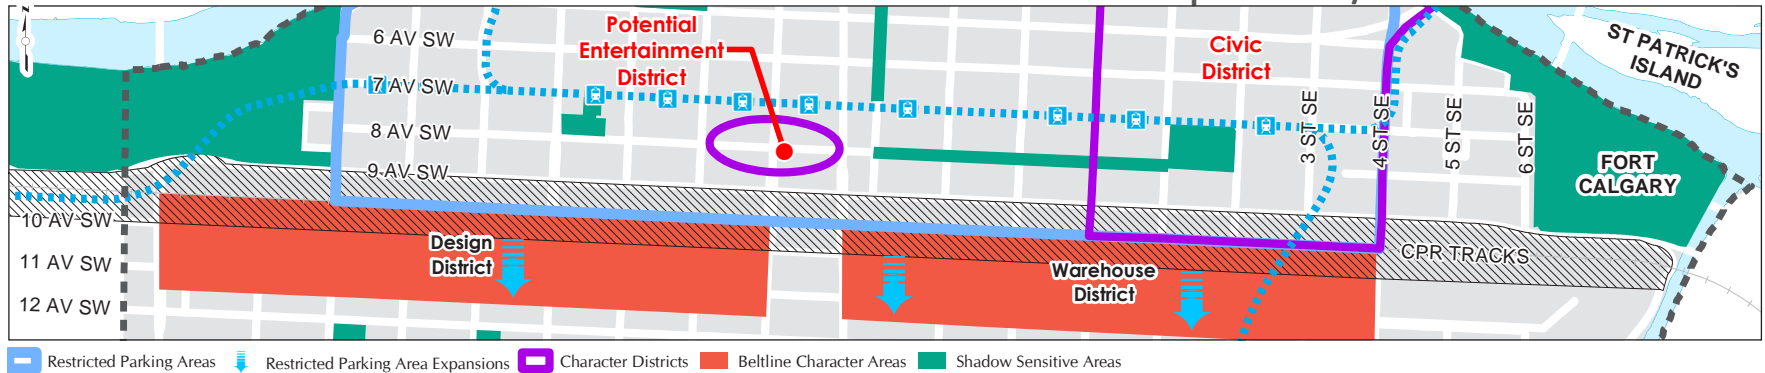 Potential
Entertainment
District
Civic
District
ST PATRICK'S
ISLAND
6 AV SW
7 AV SW
8 AV SW
9 AV SW
10 AV SW
11 AV SW
12 AV SW
3 ST SE
4 ST SE
5 ST SE
6 ST SE
FORT
CALGARY
Design
District
Warehouse
District
CPR TRACKS
Restricted Parking Areas
Restricted Parking Area Expansions
Character Districts
Beltline Character Areas
Shadow Sensitive Areas